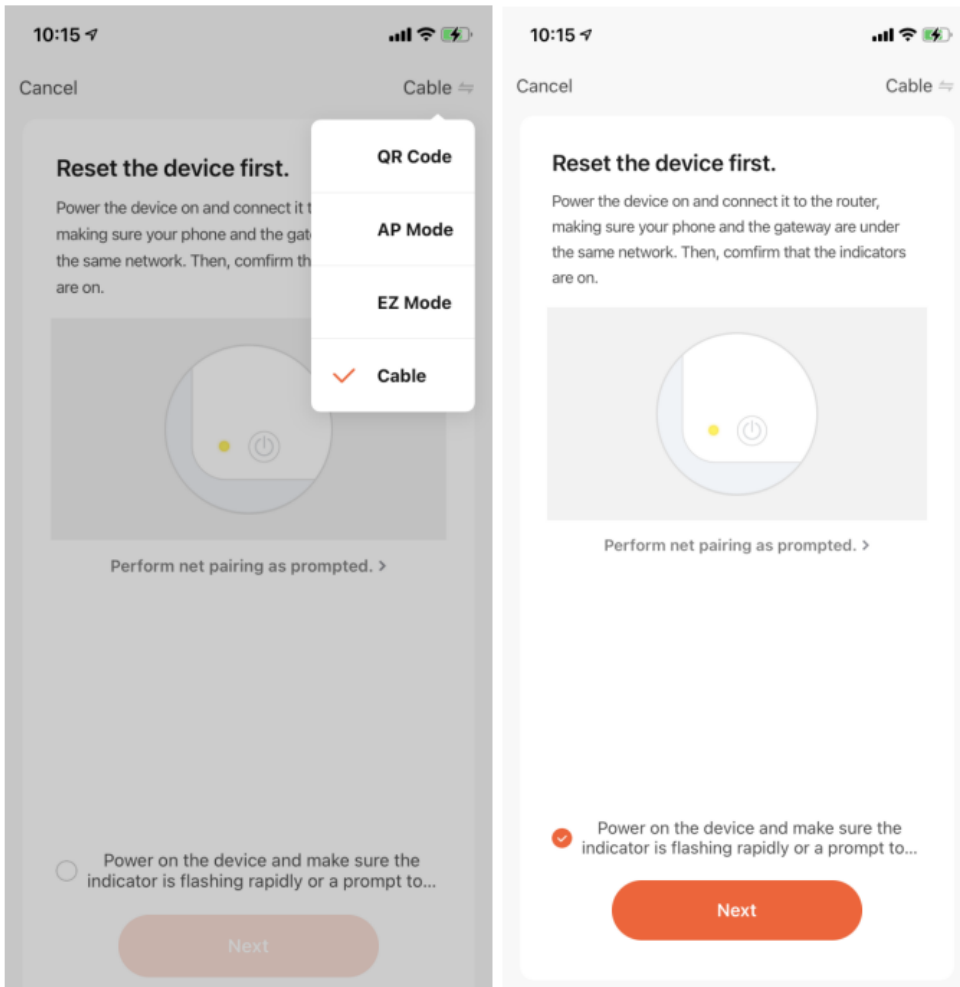 10:15
Cancel
Cable
QR Code
AP Mode
EZ Mode
Cable
Reset the device first.
Power the device on and connect it t
making sure your phone and the gat
the same network. Then, comfirm th
are on.
Perform net pairing as prompted. >
Power on the device and make sure the
indicator is flashing rapidly or a prompt to...
Next
10:15
Cancel
Cable
Reset the device first.
Power the device on and connect it to the router,
making sure your phone and the gateway are under
the same network. Then, comfirm that the indicators
are on.
Perform net pairing as prompted. >
Power on the device and make sure the
indicator is flashing rapidly or a prompt to...
Next